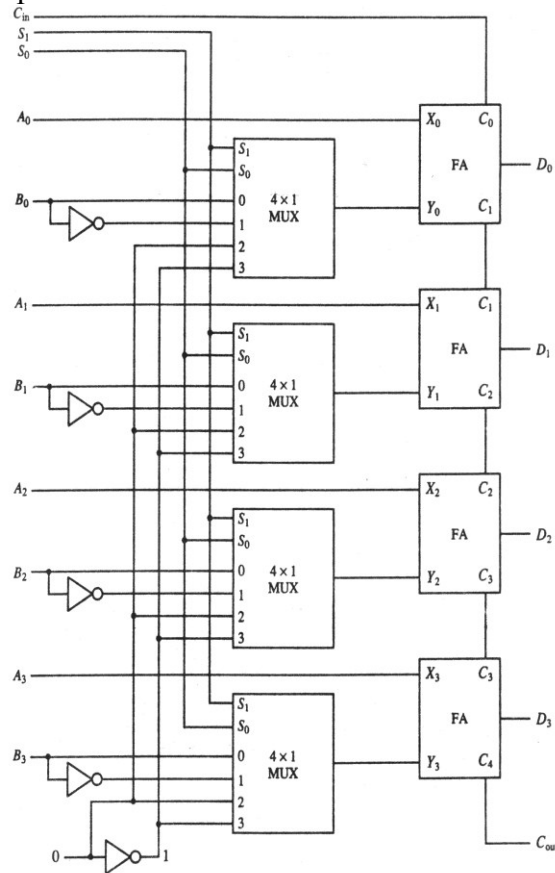 C_in
S_1
S_0
A_0 X_0 C_0
S_1
S_0 FA D_0
B_0 0 4 × 1
1 MUX Y_0 C_1
2
3
A_1 X_1 C_1
S_1
S_0 FA D_1
B_1 0 4 × 1
1 MUX Y_1 C_2
2
3
A_2 X_2 C_2
S_1
S_0 FA D_2
B_2 0 4 × 1
1 MUX Y_2 C_3
2
3
A_3 X_3 C_3
S_1
S_0 FA D_3
B_3 0 4 × 1
1 MUX Y_3 C_4
2
3
0 1 C_ou